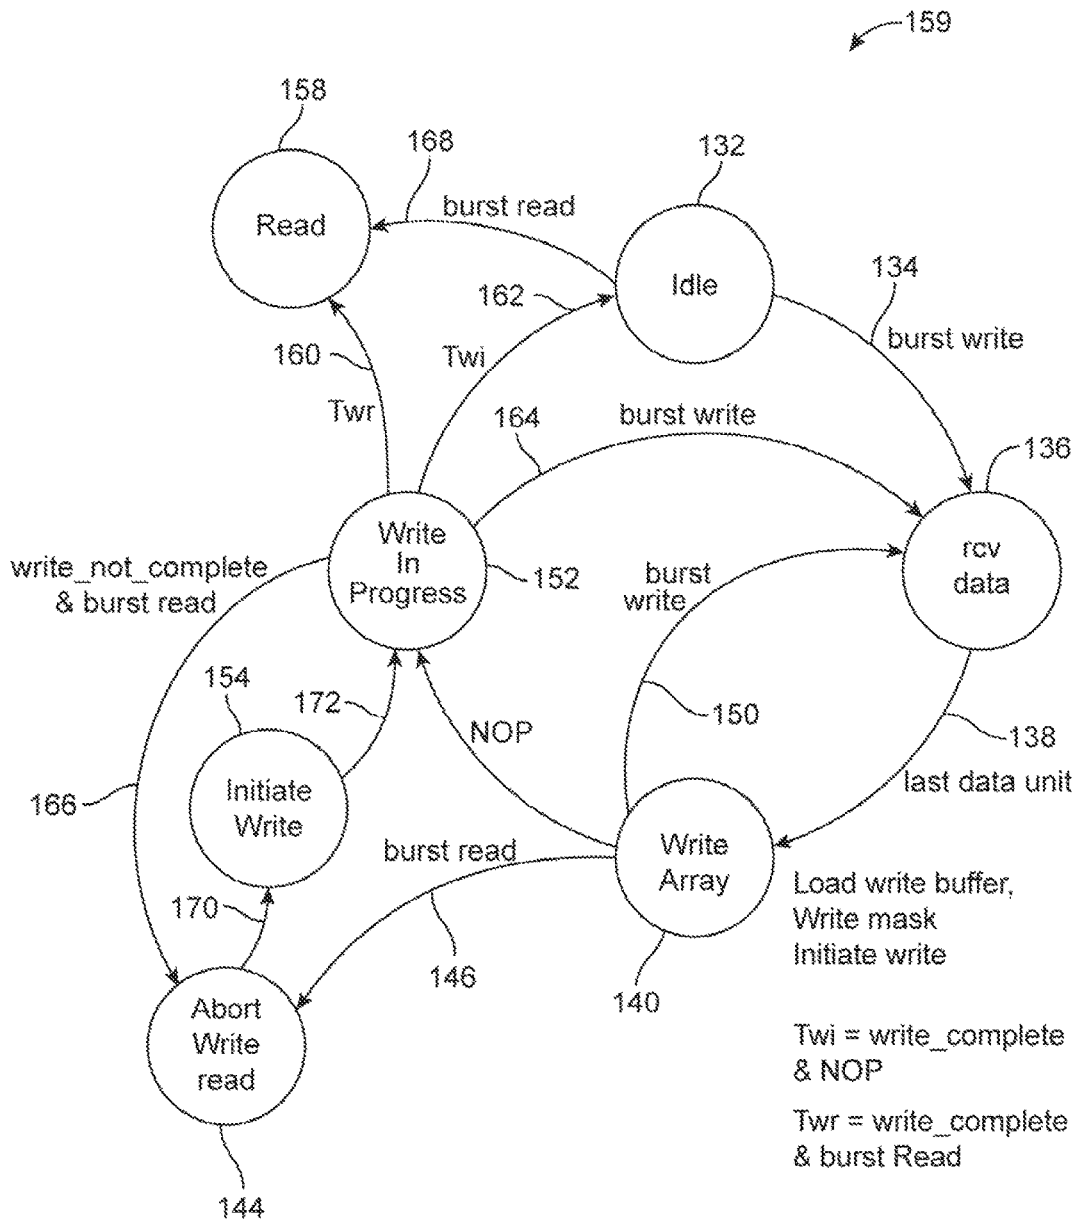 159
158
168
132
burst read
Read
Idle
134
162
burst write
160
Twi
Twr
164
burst write
136
Write
In
Progress
rcv
data
write_not_complete
& burst read
152
burst
write
154
172
150
NOP
138
last data unit
166
Initiate
Write
burst read
Write
Array
Load write buffer,
Write mask
Initiate write
170
146
140
Abort
Write
read
Twi = write_complete
& NOP
Twr = write_complete
& burst Read
144